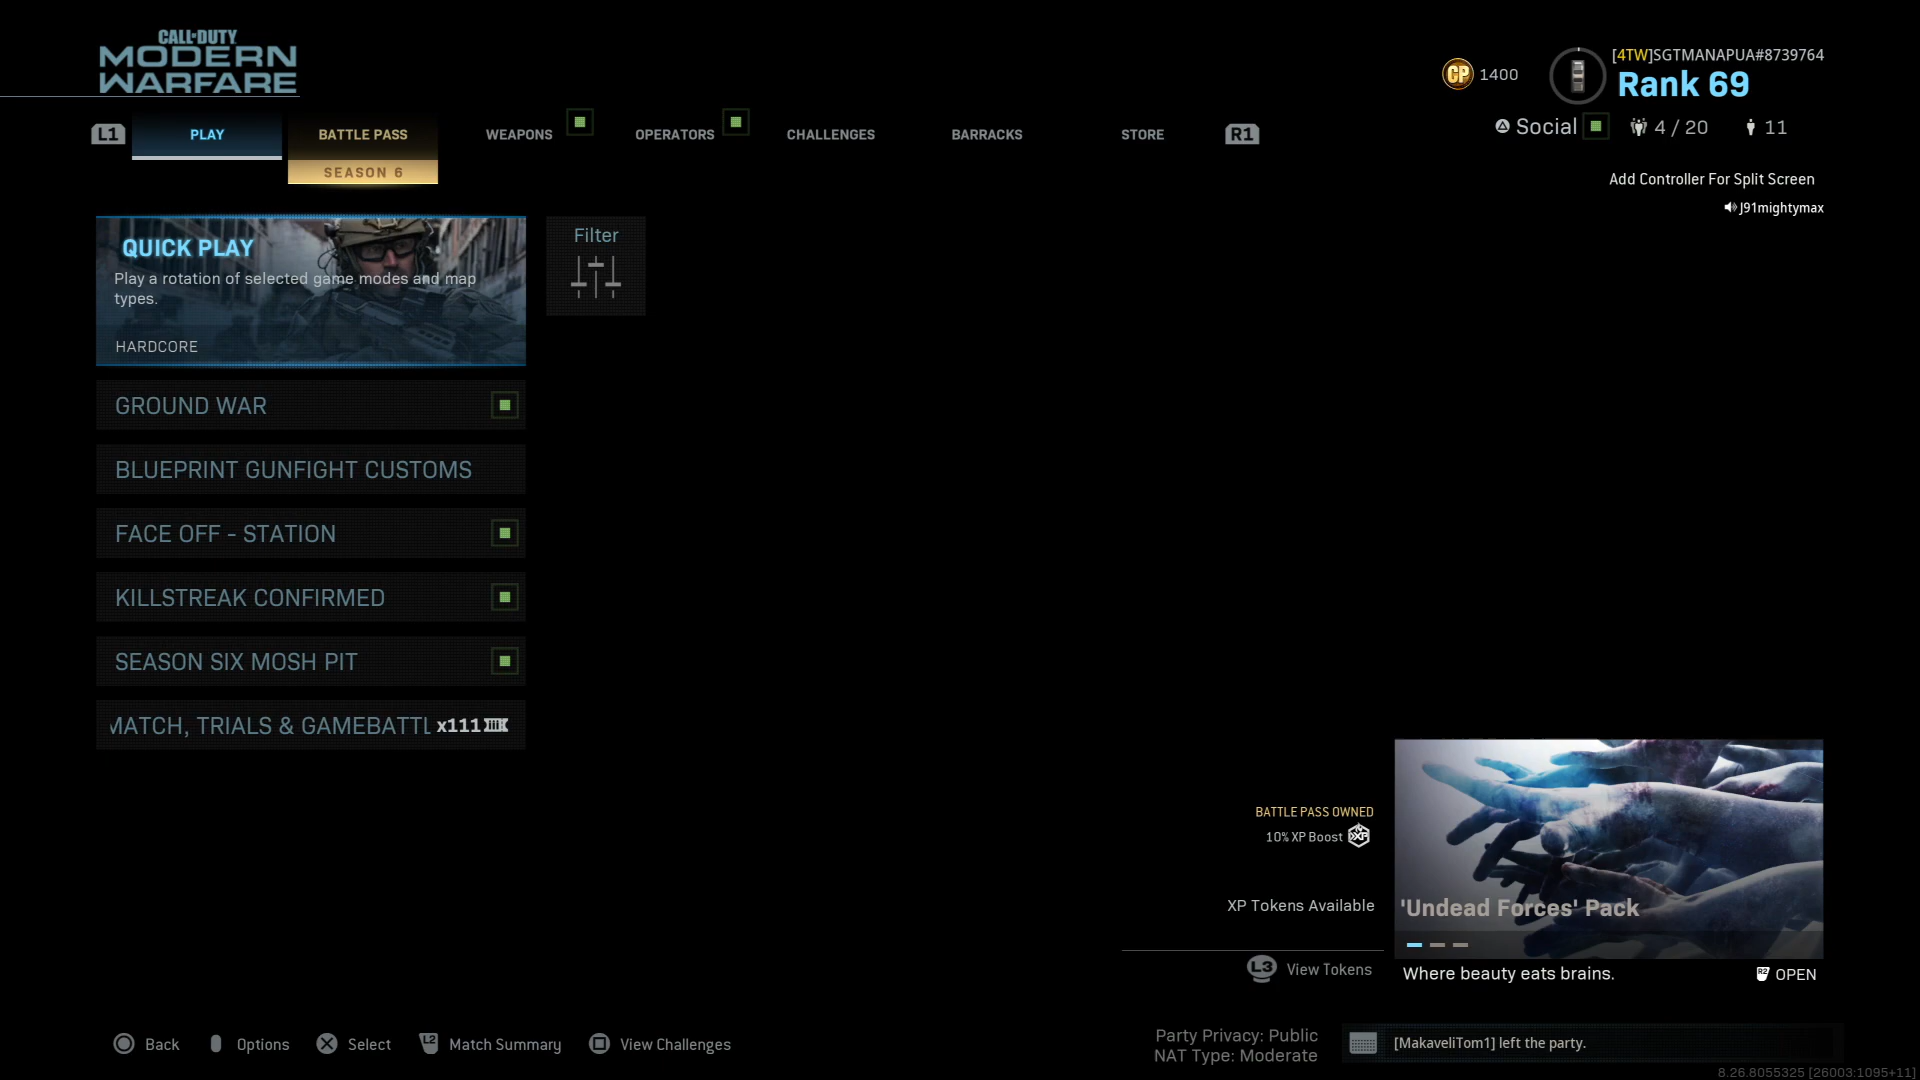 CALL OF DUTY
MODERN
WARFARE
CP 1400
[4TW]SGTMANAPUA#8739764
Rank 69
L1
PLAY
BATTLE PASS
SEASON 6
WEAPONS
OPERATORS
CHALLENGES
BARRACKS
STORE
R1
Social
4 / 20
11
Add Controller For Split Screen
J91mightymax
QUICK PLAY
Play a rotation of selected game modes and map
types.
HARDCORE
Filter
GROUND WAR
BLUEPRINT GUNFIGHT CUSTOMS
FACE OFF - STATION
KILLSTREAK CONFIRMED
SEASON SIX MOSH PIT
MATCH, TRIALS & GAMEBATTL x111
BATTLE PASS OWNED
10% XP Boost
XP Tokens Available
L3 View Tokens
'Undead Forces' Pack
Where beauty eats brains.
R2 OPEN
Back
Options
Select
L2 Match Summary
View Challenges
Party Privacy: Public
NAT Type: Moderate
[MakaveliTom1] left the party.
8.26.8055325 [26003:1095+11]